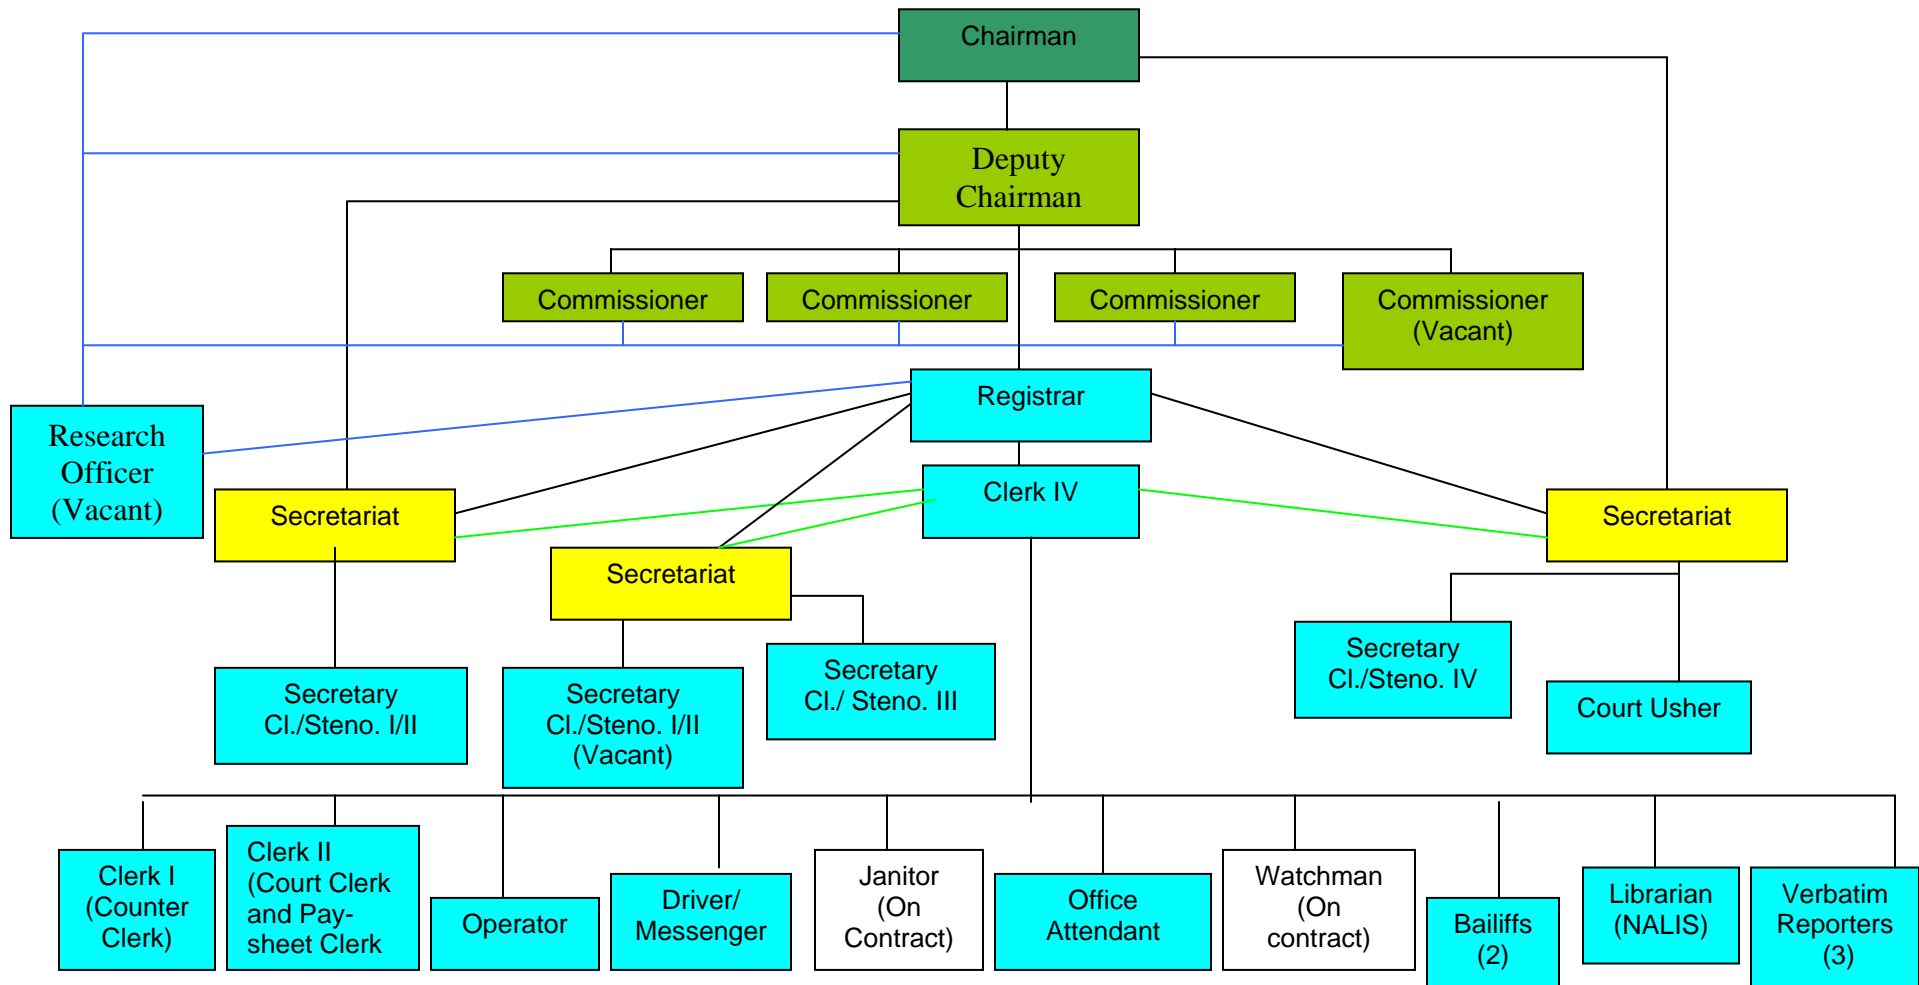 Chairman
Deputy
Chairman
Commissioner
Commissioner
Commissioner
Commissioner
(Vacant)
Registrar
Research
Officer
(Vacant)
Clerk IV
Secretariat
Secretariat
Secretariat
Secretary
Cl./Steno. I/II
Secretary
Cl./Steno. I/II
(Vacant)
Secretary
Cl./ Steno. III
Secretary
Cl./Steno. IV
Court Usher
Clerk I
(Counter
Clerk)
Clerk II
(Court Clerk
and Pay-
sheet Clerk
Operator
Driver/
Messenger
Janitor
(On
Contract)
Office
Attendant
Watchman
(On
contract)
Bailiffs
(2)
Librarian
(NALIS)
Verbatim
Reporters
(3)